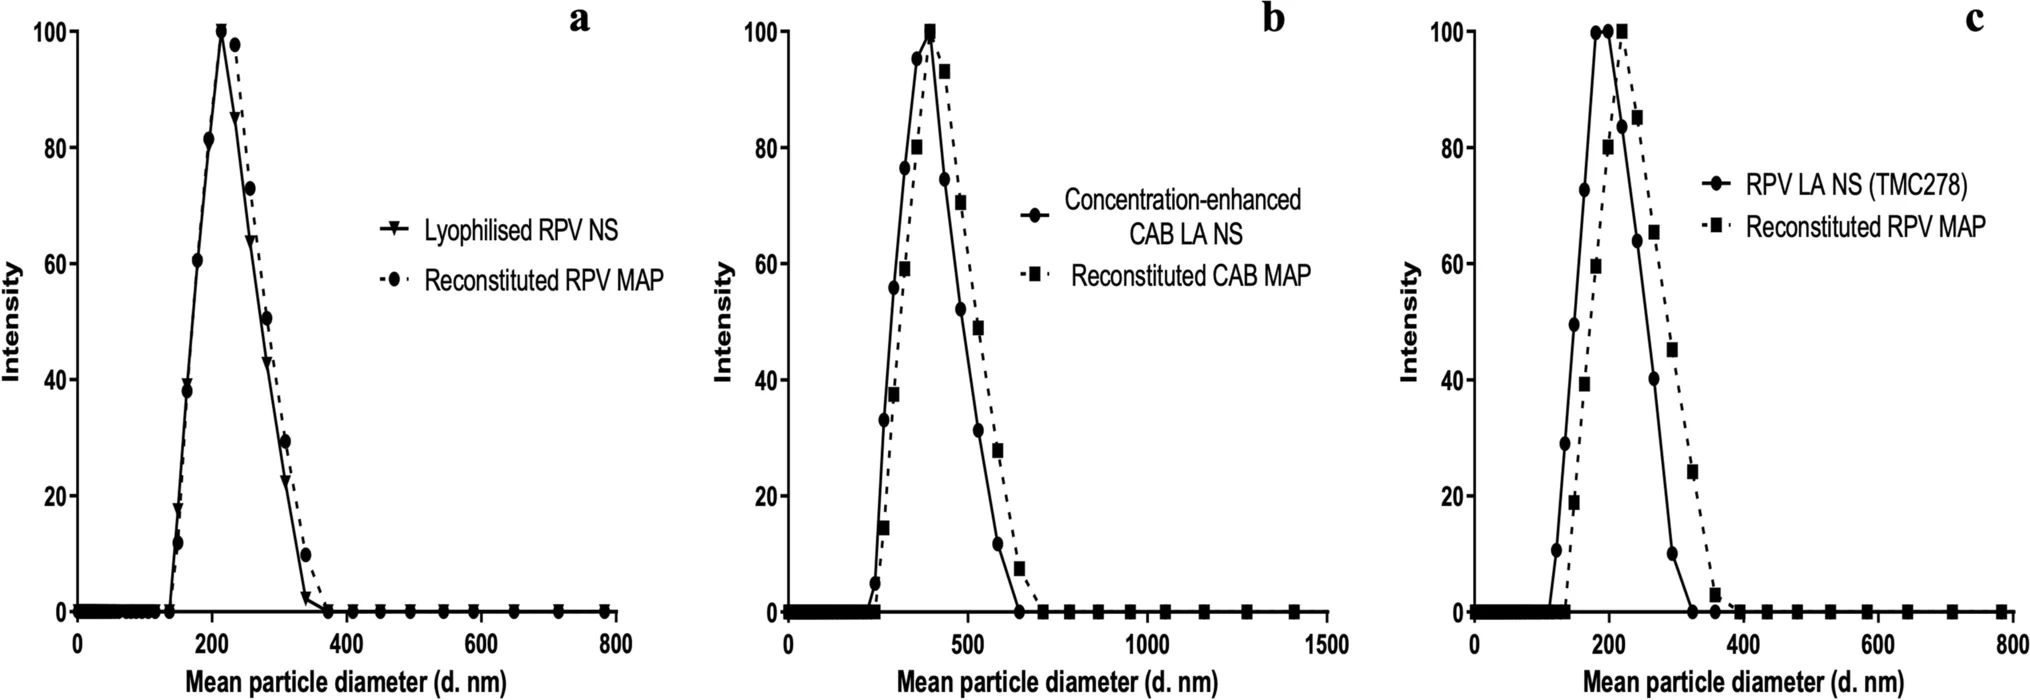 a
100
80
60
40
20
0
Intensity
0 200 400 600 800
Mean particle diameter (d. nm)
Lyophilised RPV NS
Reconstituted RPV MAP
b
100
80
60
40
20
0
Intensity
0 500 1000 1500
Mean particle diameter (d. nm)
Concentration-enhanced
CAB LA NS
Reconstituted CAB MAP
c
100
80
60
40
20
0
Intensity
0 200 400 600 800
Mean particle diameter (d. nm)
RPV LA NS (TMC278)
Reconstituted RPV MAP